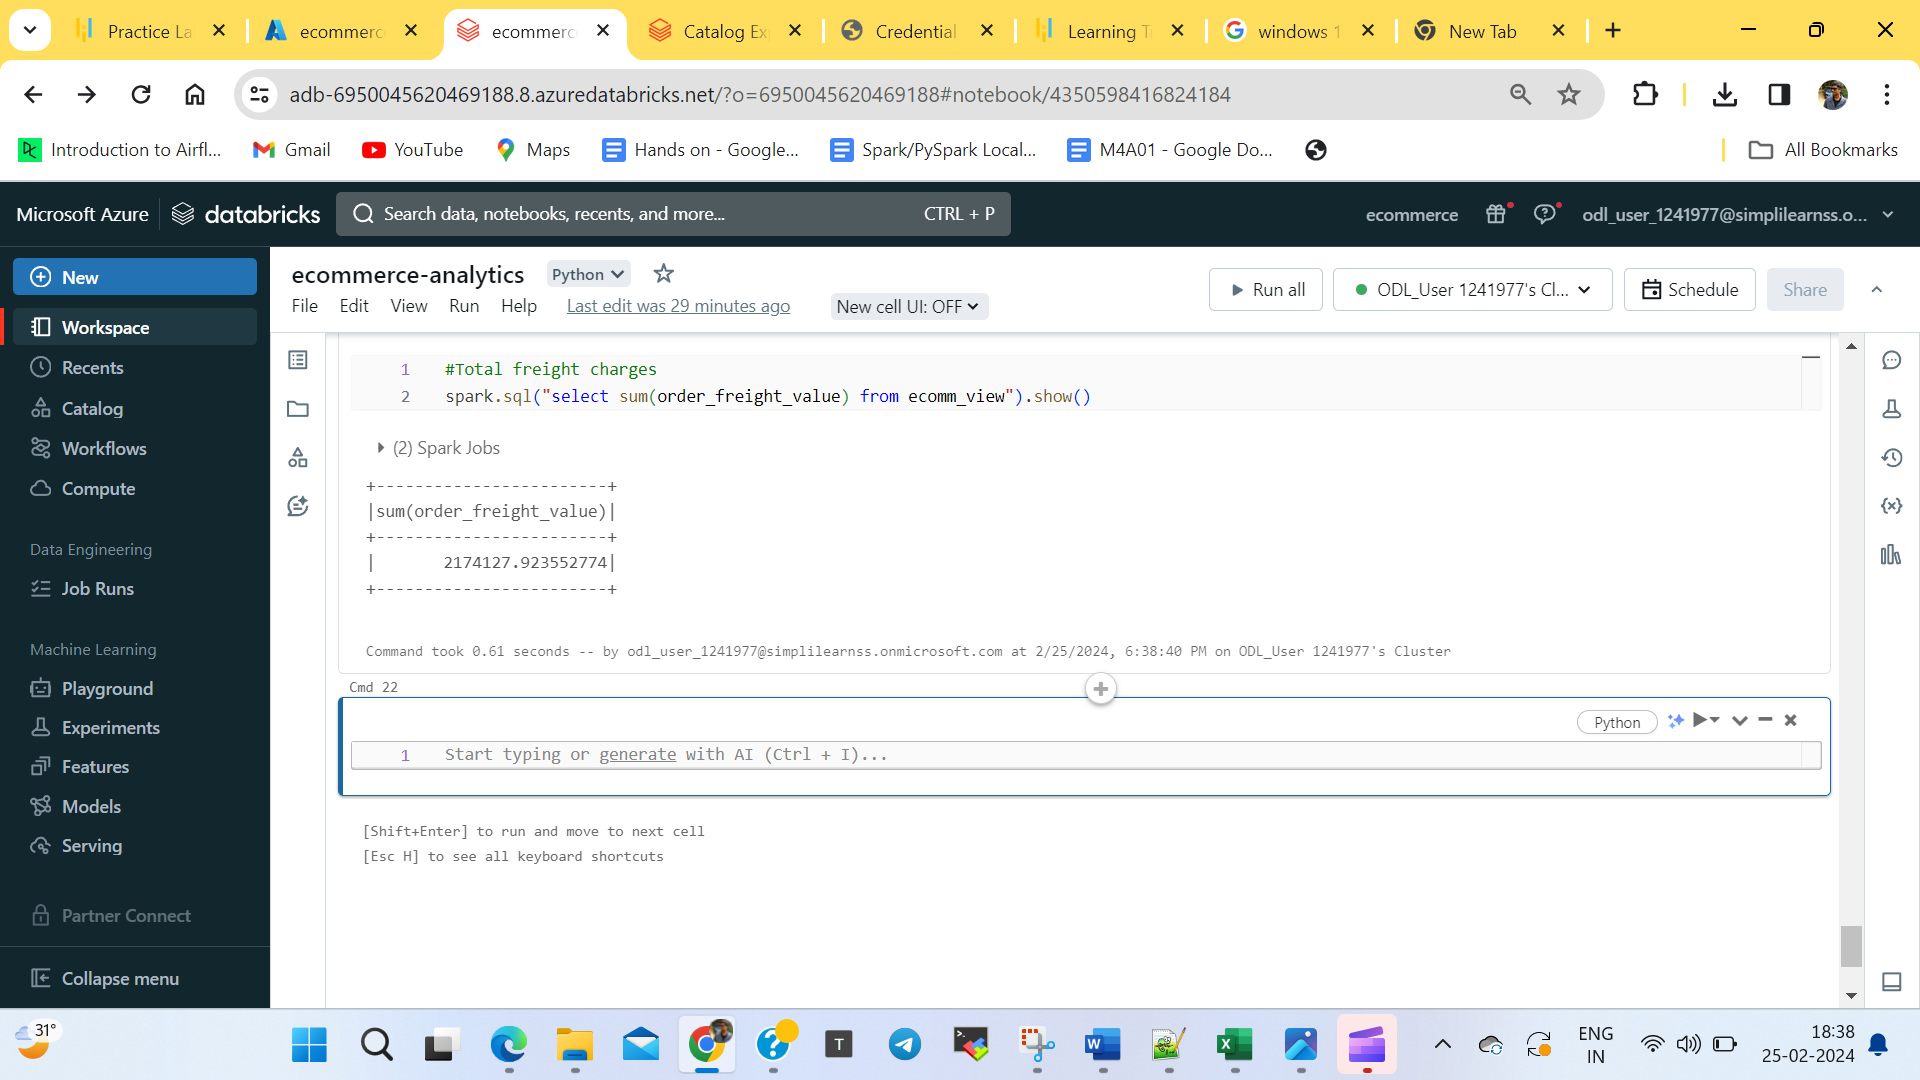 Practice La
ecommerc
ecommerc
Catalog Ex
Credential
Learning T
windows 1
New Tab
adb-6950045620469188.8.azuredatabricks.net/?o=6950045620469188#notebook/4350598416824184
Introduction to Airfl...
Gmail
YouTube
Maps
Hands on - Google...
Spark/PySpark Local...
M4A01 - Google Do...
All Bookmarks
Microsoft Azure
databricks
Search data, notebooks, recents, and more...
CTRL + P
ecommerce
odl_user_1241977@simplilearnss.o...
New
Workspace
Recents
Catalog
Workflows
Compute
Data Engineering
Job Runs
Machine Learning
Playground
Experiments
Features
Models
Serving
Partner Connect
Collapse menu
ecommerce-analytics
Python
File Edit View Run Help
Last edit was 29 minutes ago
New cell UI: OFF
Run all
ODL_User 1241977's Cl...
Schedule
Share
1 #Total freight charges
2 spark.sql("select sum(order_freight_value) from ecomm_view").show()
(2) Spark Jobs
+------------------------+
|sum(order_freight_value)|
+------------------------+
|       2174127.923552774|
+------------------------+
Command took 0.61 seconds -- by odl_user_1241977@simplilearnss.onmicrosoft.com at 2/25/2024, 6:38:40 PM on ODL_User 1241977's Cluster
Cmd 22
Python
1 Start typing or generate with AI (Ctrl + I)...
[Shift+Enter] to run and move to next cell
[Esc H] to see all keyboard shortcuts
31°
T
ENG
IN
18:38
25-02-2024